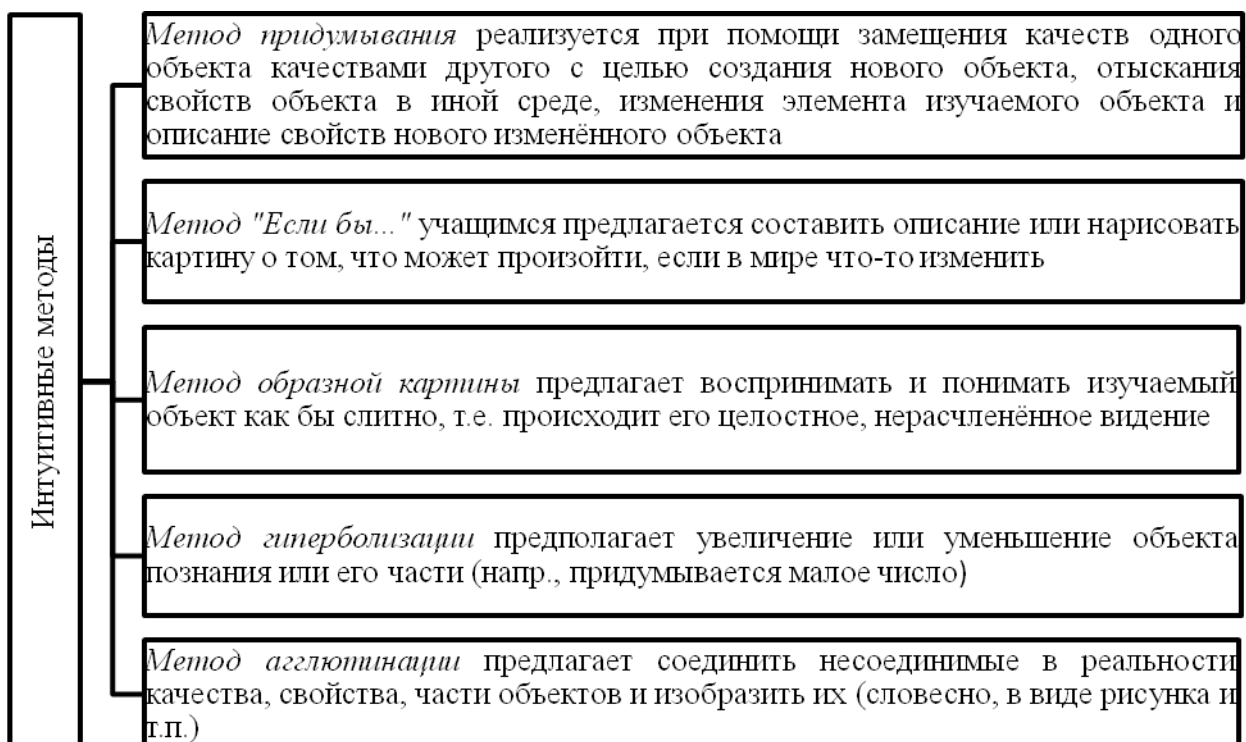 Интуитивные методы
Метод придумывания реализуется при помощи замещения качеств одного
объекта качествами другого с целью создания нового объекта, отыскания
свойств объекта в иной среде, изменения элемента изучаемого объекта и
описание свойств нового изменённого объекта
Метод "Если бы..." учащимся предлагается составить описание или нарисовать
картину о том, что может произойти, если в мире что-то изменить
Метод образной картины предлагает воспринимать и понимать изучаемый
объект как бы слитно, т.е. происходит его целостное, нерасчленённое видение
Метод гиперболизации предполагает увеличение или уменьшение объекта
познания или его части (напр., придумывается малое число)
Метод агглютинации предлагает соединить несоединимые в реальности
качества, свойства, части объектов и изобразить их (словесно, в виде рисунка и
т.п.)